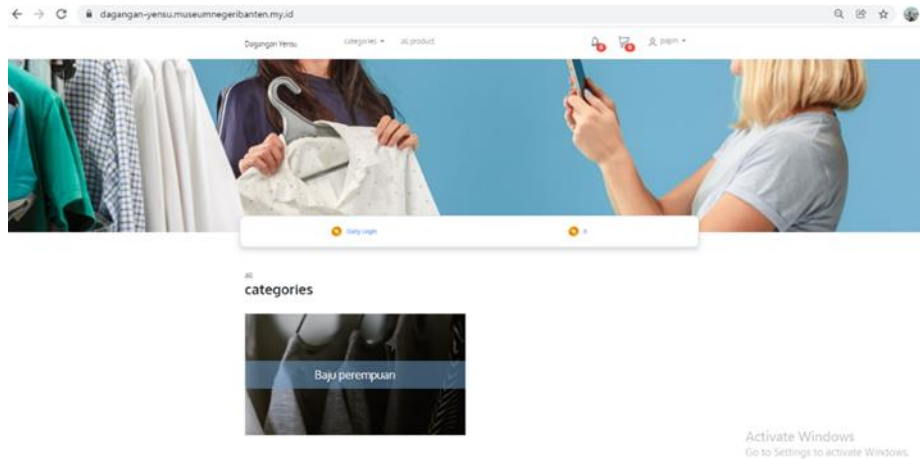 dagangan-yensu.museumnegeribanten.my.id
Dagangan Yensu categories all product
Daily Login
0
all
categories
Baju perempuan
Activate Windows
Go to Settings to activate Windows.